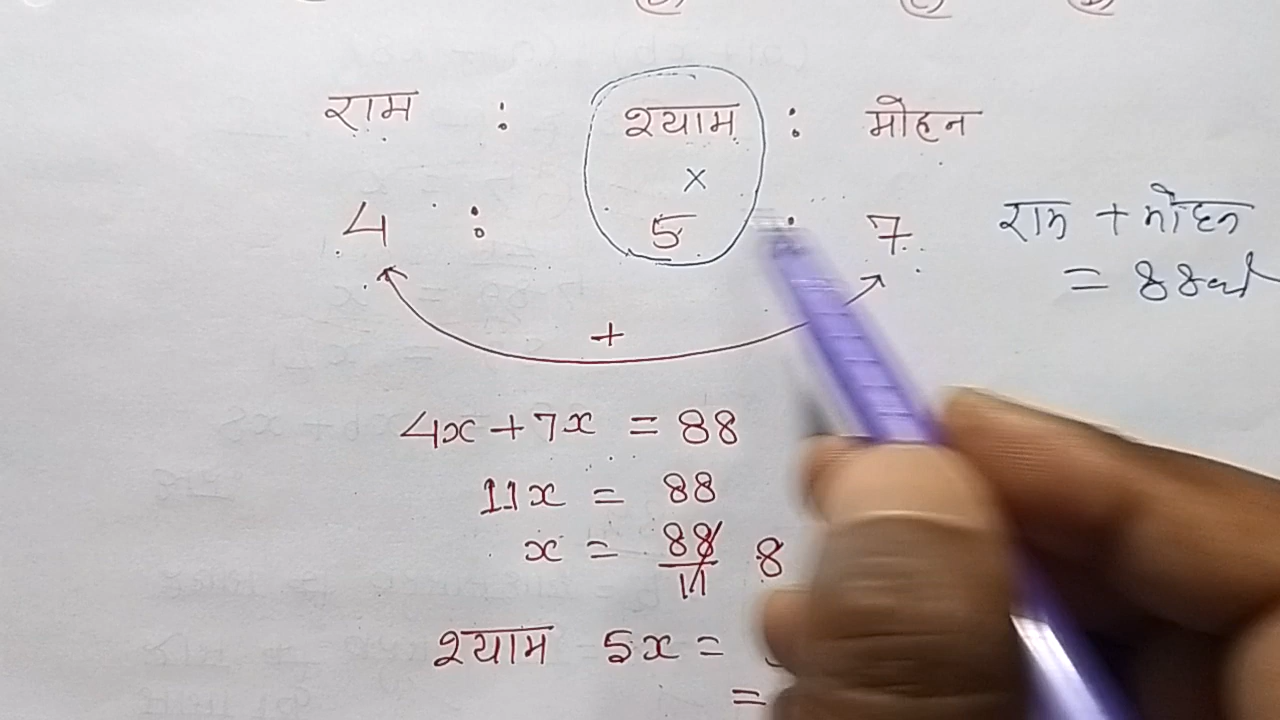 राम : श्याम : मोहन
×
4 : 5 : 7
राम + मोहन
= 88
+
4x + 7x = 88
11x = 88
x = 88/11 8
श्याम 5x =
=